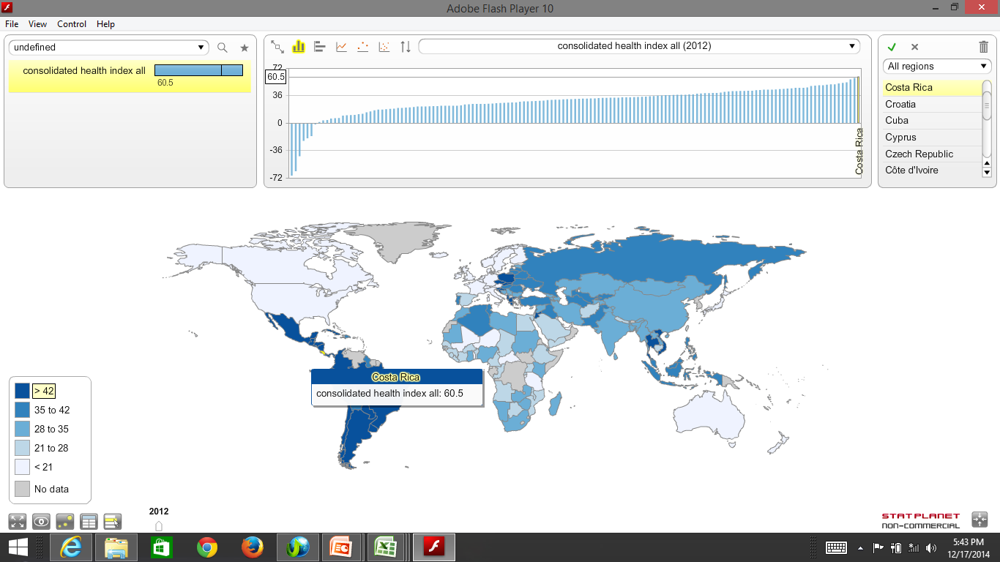 Adobe Flash Player 10
File View Control Help
undefined
consolidated health index all
60.5
consolidated health index all (2012)
72
60.5
36
0
-36
-72
Costa Rica
All regions
Costa Rica
Croatia
Cuba
Cyprus
Czech Republic
Côte d'Ivoire
Costa Rica
consolidated health index all: 60.5
> 42
35 to 42
28 to 35
21 to 28
< 21
No data
2012
STATPLANET
NON-COMMERCIAL
5:43 PM
12/17/2014